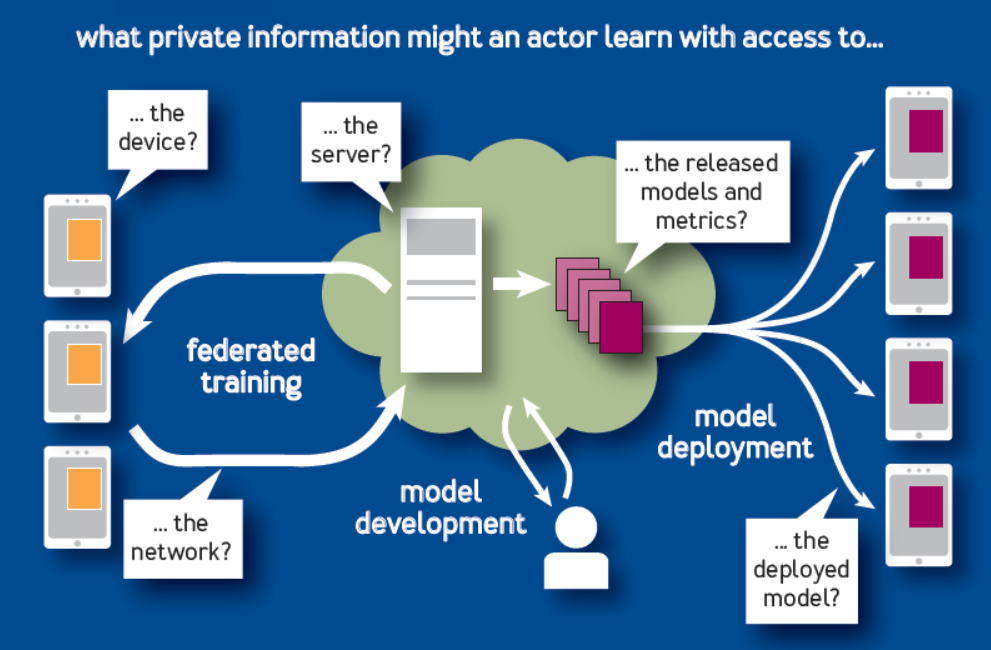 what private information might an actor learn with access to...
... the
device?
... the
server?
... the released
models and
metrics?
federated
training
model
deployment
model
development
... the
network?
... the
deployed
model?